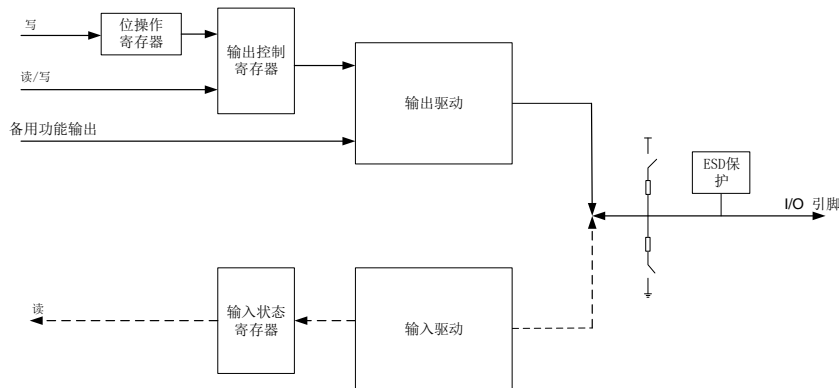 写
位操作
寄存器
输出控制
寄存器
读/写
备用功能输出
输出驱动
ESD保
护
I/O 引脚
读
输入状态
寄存器
输入驱动